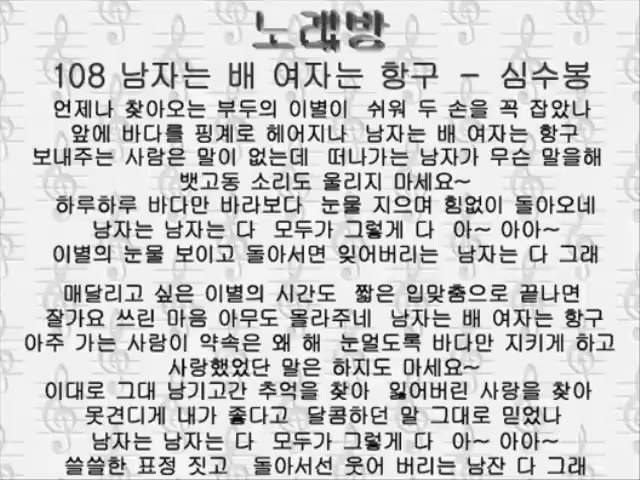 노래방
108 남자는 배 여자는 항구 - 심수봉
언제나 찾아오는 부두의 이별이 쉬워 두 손을 꼭 잡았나
앞에 바다를 핑계로 헤어지나 남자는 배 여자는 항구
보내주는 사람은 말이 없는데 떠나가는 남자가 무슨 말을해
뱃고동 소리도 울리지 마세요~
하루하루 바다만 바라보다 눈물 지으며 힘없이 돌아오네
남자는 남자는 다 모두가 그렇게 다 아~ 아아~
이별의 눈물 보이고 돌아서면 잊어버리는 남자는 다 그래
매달리고 싶은 이별의 시간도 짧은 입맞춤으로 끝나면
잘가요 쓰린 마음 아무도 몰라주네 남자는 배 여자는 항구
아주 가는 사람이 약속은 왜 해 눈멀도록 바다만 지키게 하고
사랑했었단 말은 하지도 마세요~
이대로 그대 남기고간 추억을 찾아 잃어버린 사랑을 찾아
못견디게 내가 좋다고 달콤하던 말 그대로 믿었나
남자는 남자는 다 모두가 그렇게 다 아~ 아아~
쓸쓸한 표정 짓고 돌아서선 웃어 버리는 남잔 다 그래